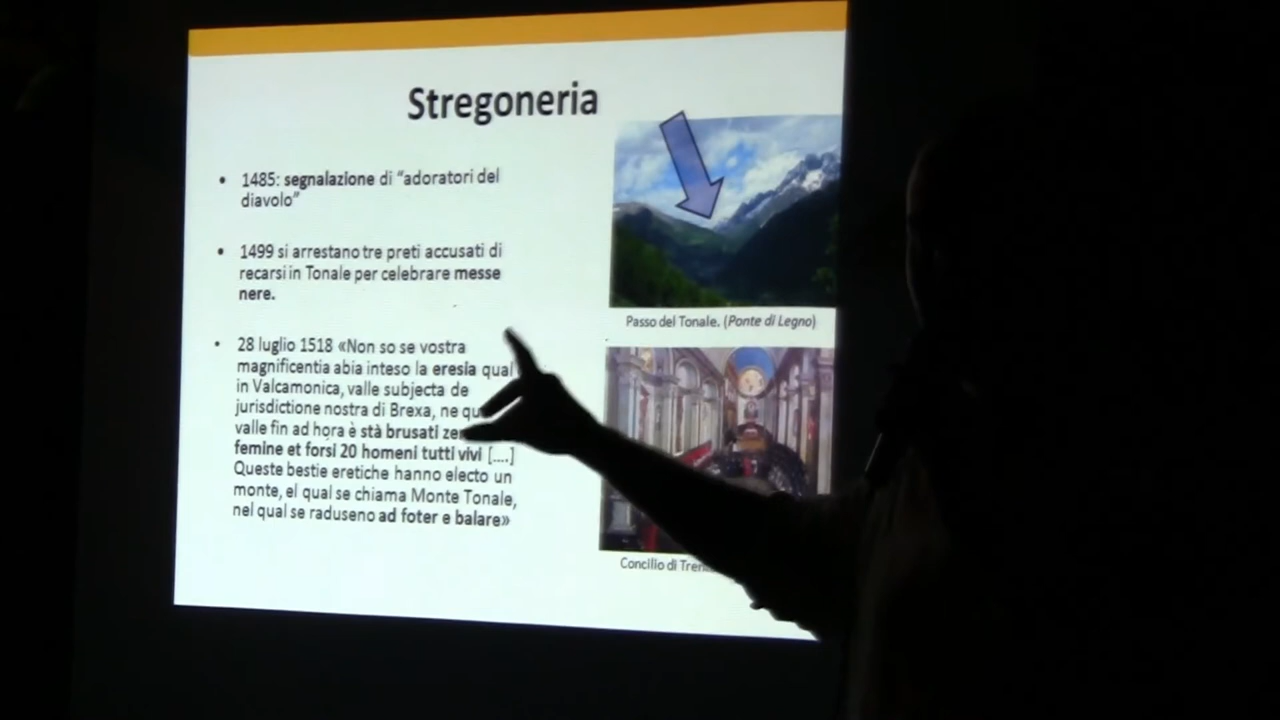 Stregoneria
1485: segnalazione di “adoratori del
diavolo”
1499 si arrestano tre preti accusati di
recarsi in Tonale per celebrare messe
nere.
28 luglio 1518 «Non so se vostra
magnificentia abia inteso la eresia qual
in Valcamonica, valle subjecta de
jurisdictione nostra di Brexa, ne
valle fin ad hora è stà brusati
femine et forsi 20 homeni tutti vivi [....]
Queste bestie eretiche hanno electo un
monte, el qual se chiama Monte Tonale,
nel qual se raduseno ad foter e balare»
Passo del Tonale. (Ponte di Legno)
Concilio di